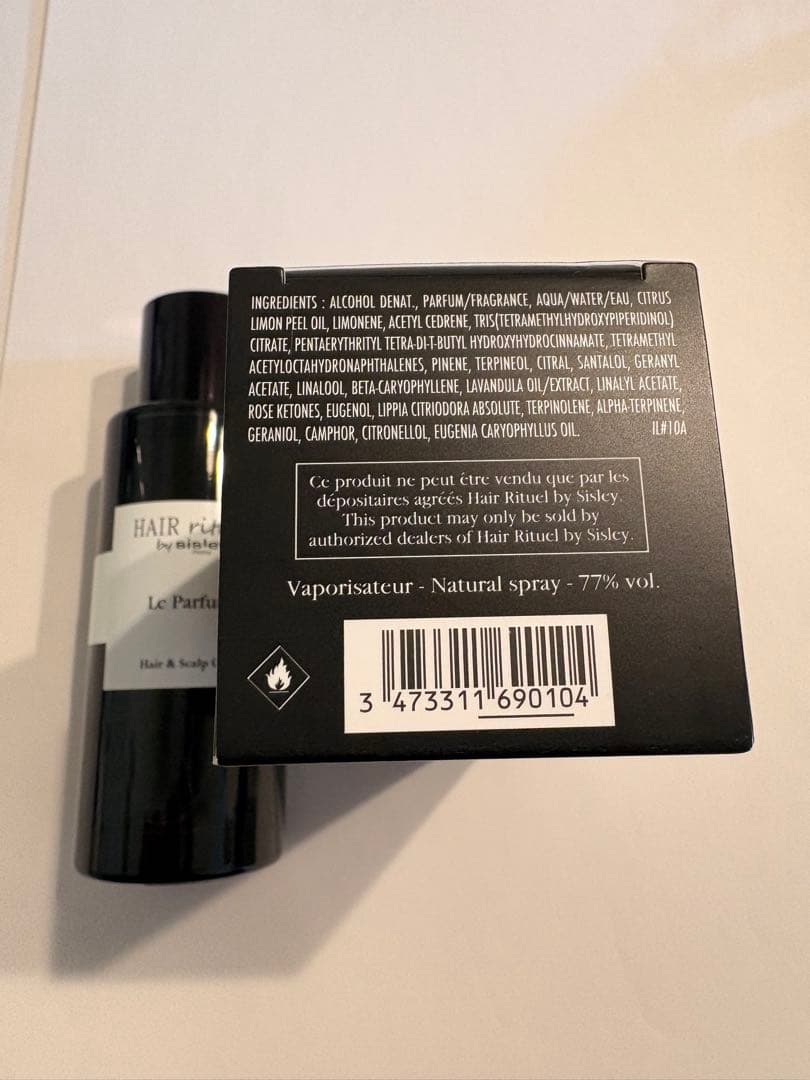 INGREDIENTS : ALCOHOL DENAT., PARFUM/FRAGRANCE, AQUA/WATER/EAU, CITRUS
LIMON PEEL OIL, LIMONENE, ACETYL CEDRENE, TRIS(TETRAMETHYLHYDROXYPIPERIDINOL)
CITRATE, PENTAERYTHRITYL TETRA-DI-T-BUTYL HYDROXYHYDROCINNAMATE, TETRAMETHYL
ACETYLOCTAHYDRONAPHTHALENES, PINENE, TERPINEOL, CITRAL, SANTALOL, GERANYL
ACETATE, LINALOOL, BETA-CARYOPHYLLENE, LAVANDULA OIL/EXTRACT, LINALYL ACETATE,
ROSE KETONES, EUGENOL, LIPPIA CITRIODORA ABSOLUTE, TERPINOLENE, ALPHA-TERPINENE,
GERANIOL, CAMPHOR, CITRONELLOL, EUGENIA CARYOPHYLLUS OIL. IL#10A
Ce produit ne peut être vendu que par les
dépositaires agréés Hair Rituel by Sisley.
This product may only be sold by
authorized dealers of Hair Rituel by Sisley.
Vaporisateur - Natural spray - 77% vol.
3 473311 690104
HAIR rit
by sisle
Le Parfu
Hair & Scalp